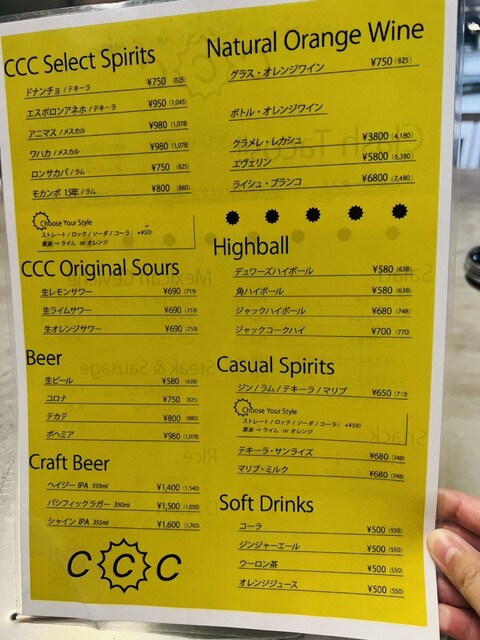 CCC Select Spirits
ドナンチョ / テキーラ ¥750 (825)
エスポロンアネホ / テキーラ ¥950 (1,045)
アニマス / メスカル ¥980 (1,078)
ワハカ / メスカル ¥980 (1,078)
ロンサカパ / ラム ¥750 (825)
モカンボ 15年 / ラム ¥800 (880)
Choose Your Style
ストレート / ロック / ソーダ / コーラ (+¥50)
果実 → ライム or オレンジ
CCC Original Sours
生レモンサワー ¥690 (759)
生ライムサワー ¥690 (759)
生オレンジサワー ¥690 (759)
Beer
生ビール ¥580 (638)
コロナ ¥750 (825)
テカテ ¥800 (880)
ボヘミア ¥980 (1,078)
Craft Beer
ヘイジー IPA 350ml ¥1,400 (1,540)
パシフィックラガー 350ml ¥1,500 (1,650)
シャイン IPA 355ml ¥1,600 (1,760)
CCC
Natural Orange Wine
グラス・オレンジワイン ¥750 (825)
ボトル・オレンジワイン
クラメレ・レカシュ ¥3800 (4,180)
エヴェリン ¥5800 (6,380)
ライシュ・ブランコ ¥6800 (7,480)
Highball
デュワーズハイボール ¥580 (638)
角ハイボール ¥580 (638)
ジャックハイボール ¥680 (748)
ジャックコークハイ ¥700 (770)
Casual Spirits
ジン / ラム / テキーラ / マリブ ¥650 (715)
Choose Your Style
ストレート / ロック / ソーダ / コーラ (+¥50)
果実 → ライム or オレンジ
テキーラ・サンライズ ¥680 (748)
マリブ・ミルク ¥680 (748)
Soft Drinks
コーラ ¥500 (550)
ジンジャーエール ¥500 (550)
ウーロン茶 ¥500 (550)
オレンジジュース ¥500 (550)